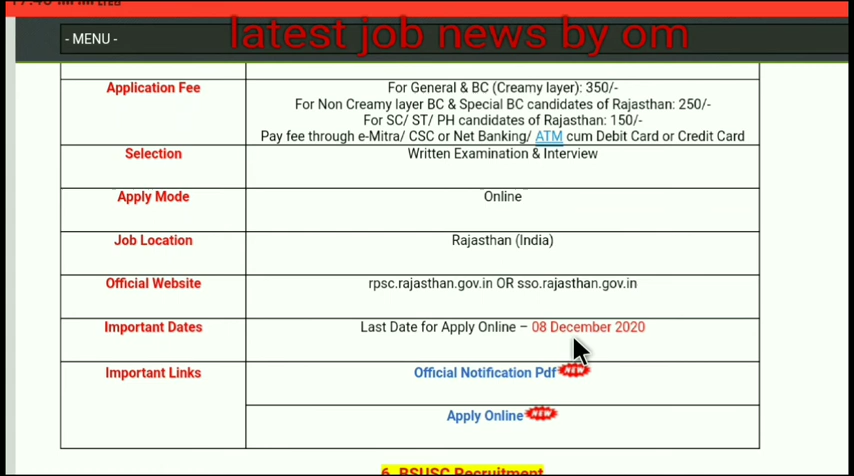 latest job news by om
- MENU -
Application Fee
For General & BC (Creamy layer): 350/-
For Non Creamy layer BC & Special BC candidates of Rajasthan: 250/-
For SC/ ST/ PH candidates of Rajasthan: 150/-
Pay fee through e-Mitra/ CSC or Net Banking/ ATM cum Debit Card or Credit Card
Selection
Written Examination & Interview
Apply Mode
Online
Job Location
Rajasthan (India)
Official Website
rpsc.rajasthan.gov.in OR sso.rajasthan.gov.in
Important Dates
Last Date for Apply Online – 08 December 2020
Important Links
Official Notification Pdf NEW
Apply Online NEW
6. BSUSC Recruitment